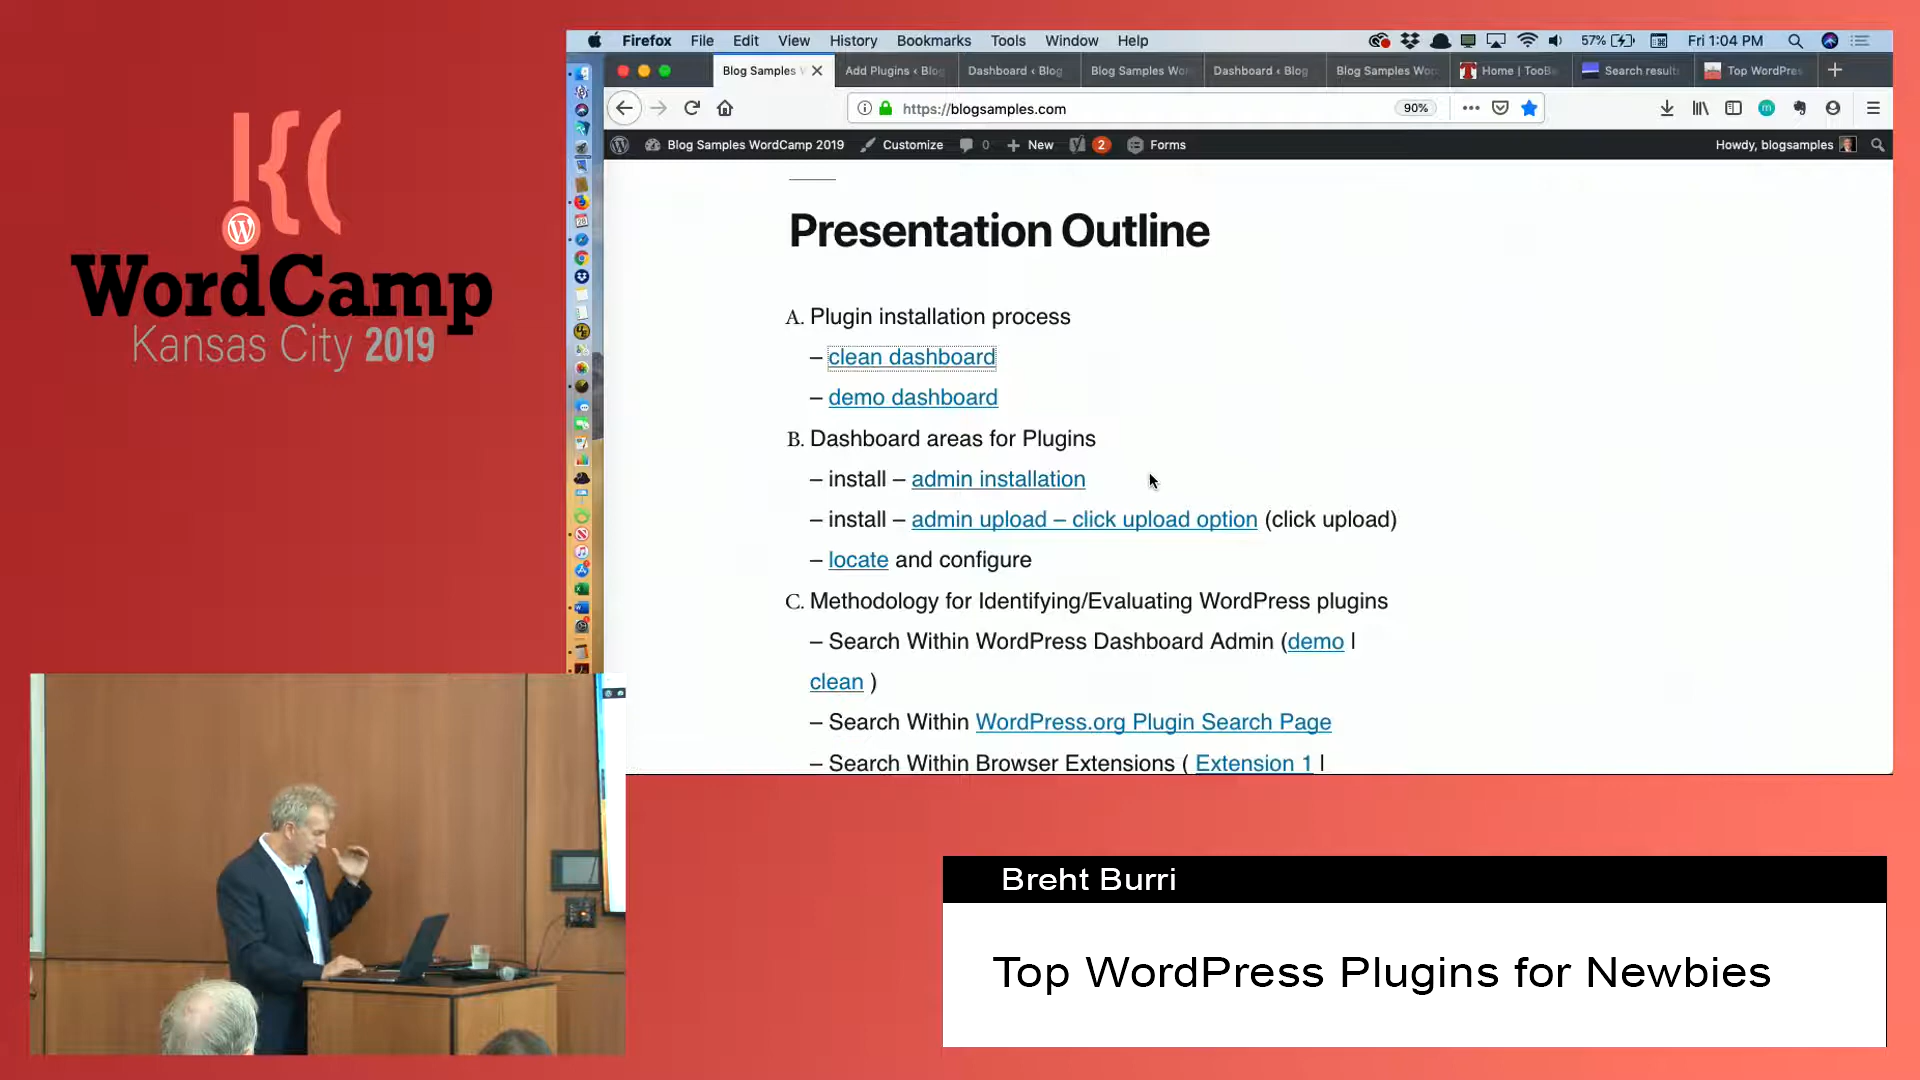 Firefox File Edit View History Bookmarks Tools Window Help 57% Fri 1:04 PM
Blog Samples W Add Plugins ‹ Blog Dashboard ‹ Blog Blog Samples Wor Dashboard ‹ Blog Blog Samples Wor Home | TooB Search result Top WordPres
https://blogsamples.com 90%
Blog Samples WordCamp 2019 Customize 0 New 2 Forms Howdy, blogsamples
K(
WordCamp
Kansas City 2019
Presentation Outline
A. Plugin installation process
– clean dashboard
– demo dashboard
B. Dashboard areas for Plugins
– install – admin installation
– install – admin upload – click upload option (click upload)
– locate and configure
C. Methodology for Identifying/Evaluating WordPress plugins
– Search Within WordPress Dashboard Admin (demo |
clean )
– Search Within WordPress.org Plugin Search Page
– Search Within Browser Extensions ( Extension 1 |
Breht Burri
Top WordPress Plugins for Newbies